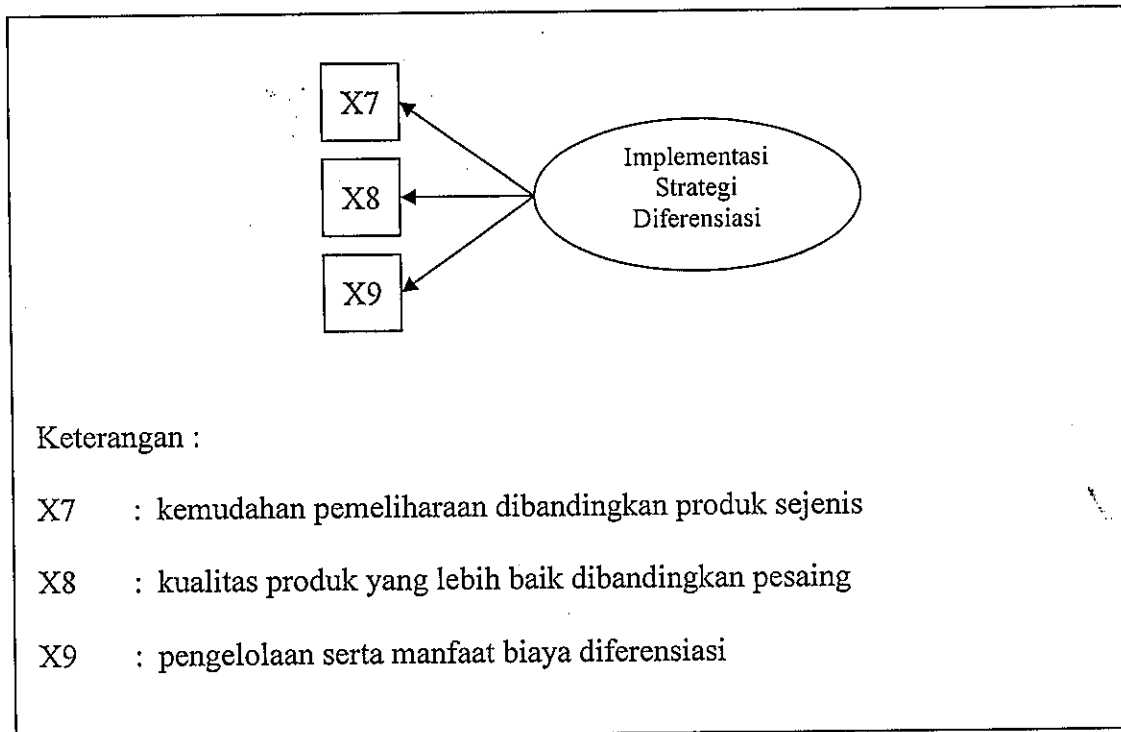 X7
X8
X9
Implementasi
Strategi
Diferensiasi
Keterangan :
X7 : kemudahan pemeliharaan dibandingkan produk sejenis
X8 : kualitas produk yang lebih baik dibandingkan pesaing
X9 : pengelolaan serta manfaat biaya diferensiasi